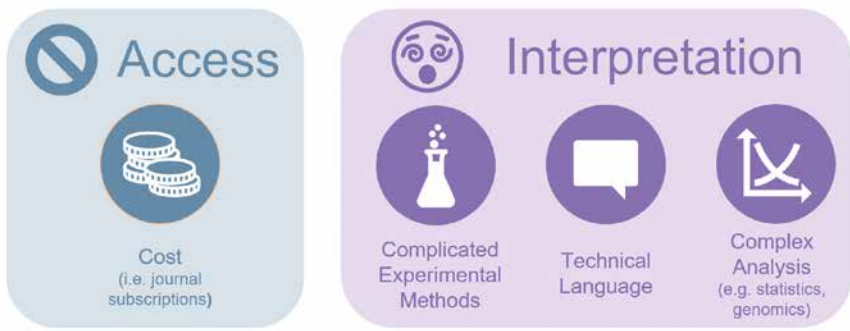 Access
Cost
(i.e. journal
subscriptions)
Interpretation
Complicated
Experimental
Methods
Technical
Language
Complex
Analysis
(e.g. statistics,
genomics)